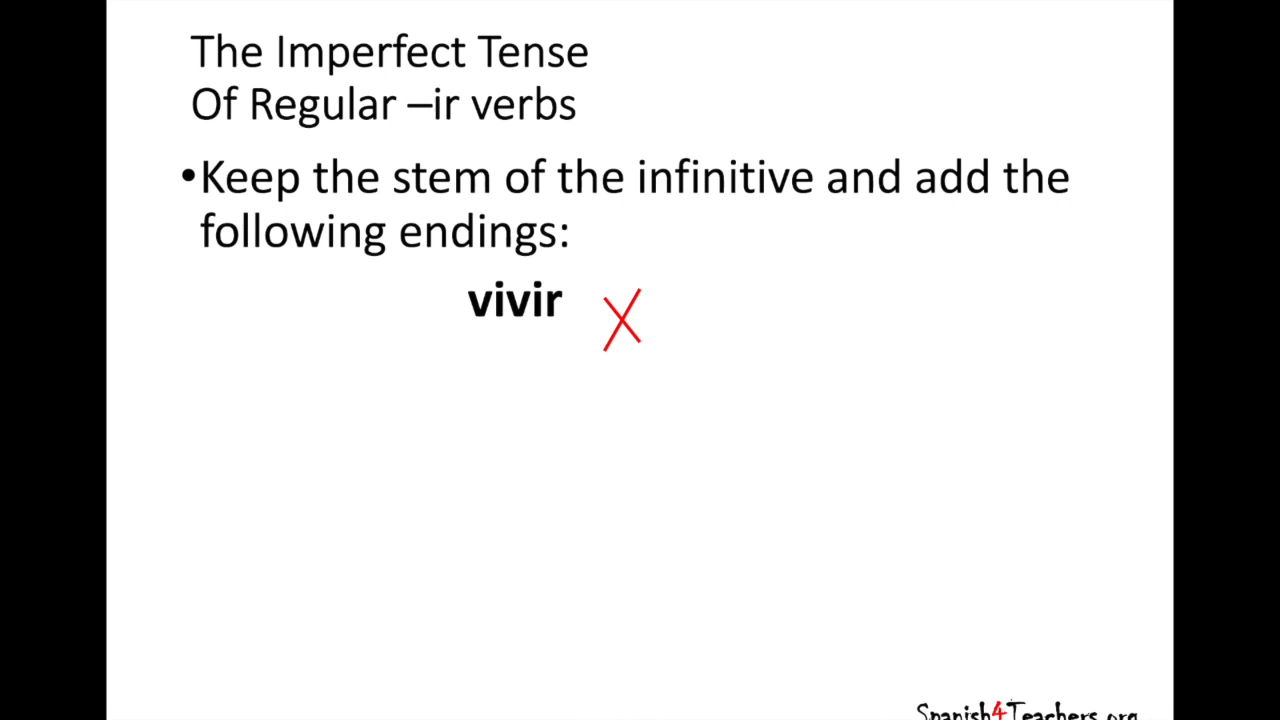 The Imperfect Tense
Of Regular –ir verbs
•Keep the stem of the infinitive and add the
following endings:
vivir
Spanish4Teachers.org